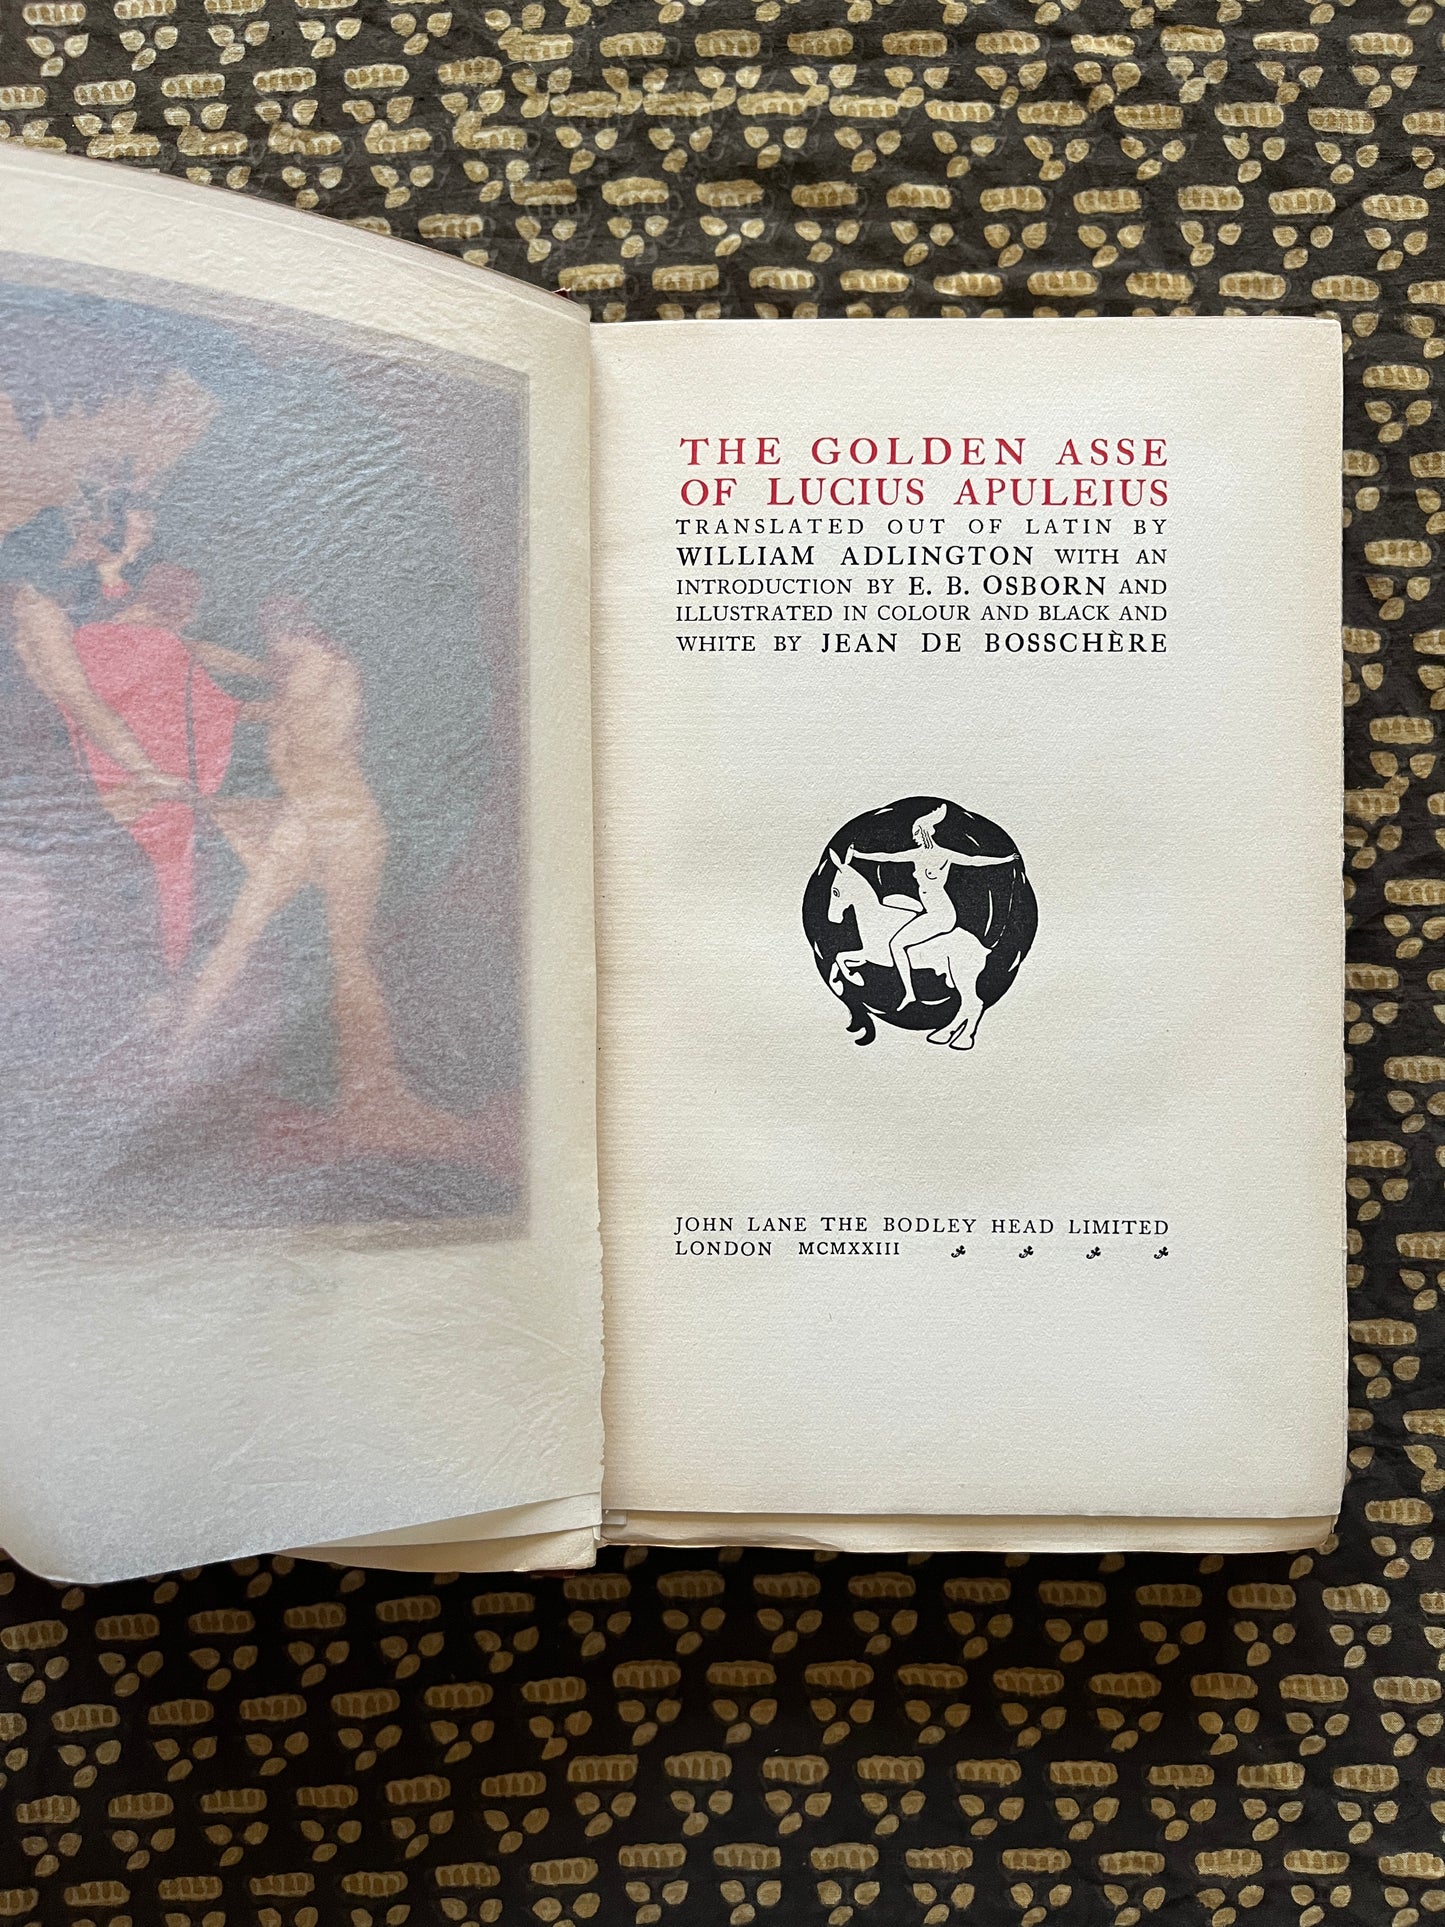 THE GOLDEN ASSE
OF LUCIUS APULEIUS
TRANSLATED OUT OF LATIN BY
WILLIAM ADLINGTON WITH AN
INTRODUCTION BY E. B. OSBORN AND
ILLUSTRATED IN COLOUR AND BLACK AND
WHITE BY JEAN DE BOSSCHÈRE
JOHN LANE THE BODLEY HEAD LIMITED
LONDON MCMXXIII